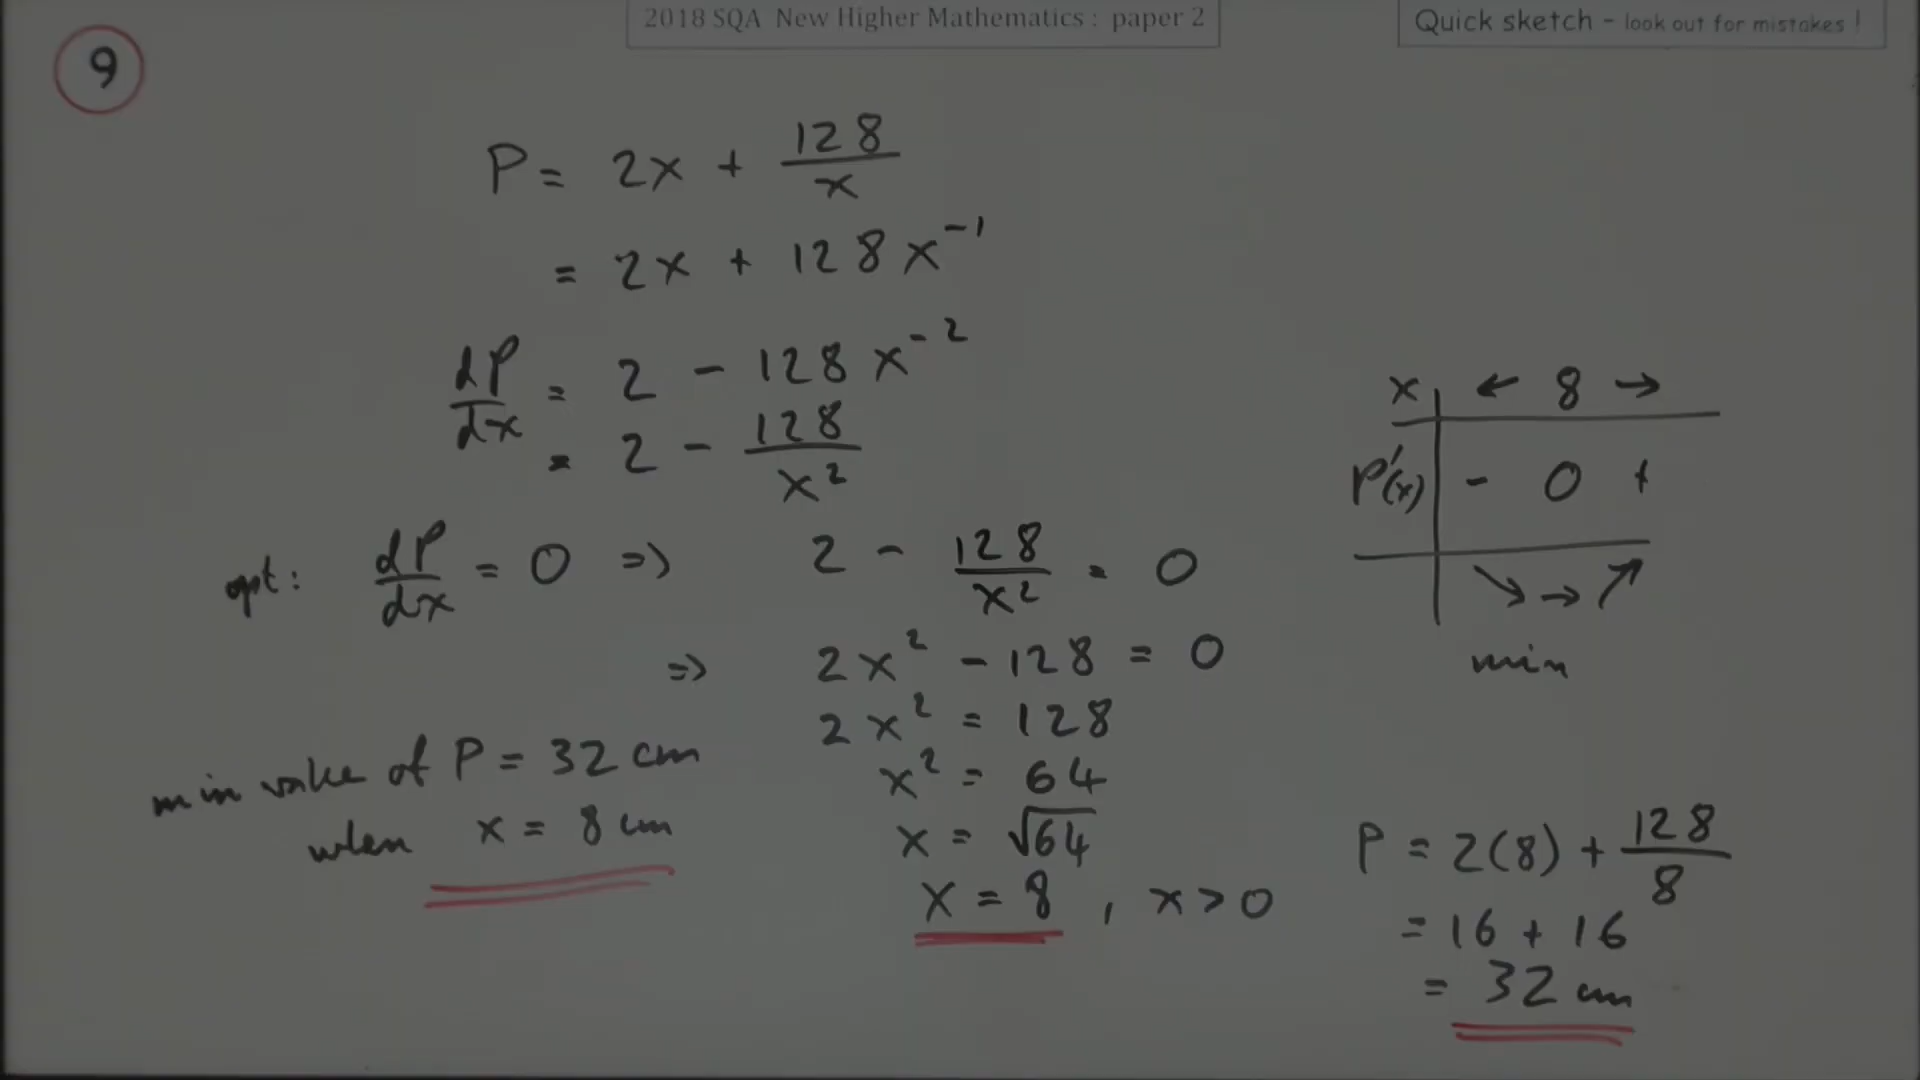 2018 SQA New Higher Mathematics : paper 2
Quick sketch - look out for mistakes !
9
P = 2x + 128/x
= 2x + 128x⁻¹
dP/dx = 2 - 128x⁻²
= 2 - 128/x²
opt: dP/dx = 0 => 2 - 128/x² = 0
=> 2x² - 128 = 0
2x² = 128
x² = 64
x = √64
x = 8 , x > 0
min value of P = 32 cm
when x = 8 cm
x ← 8 →
P'(x) - 0 +
↘ → ↗
min
P = 2(8) + 128/8
= 16 + 16
= 32 cm